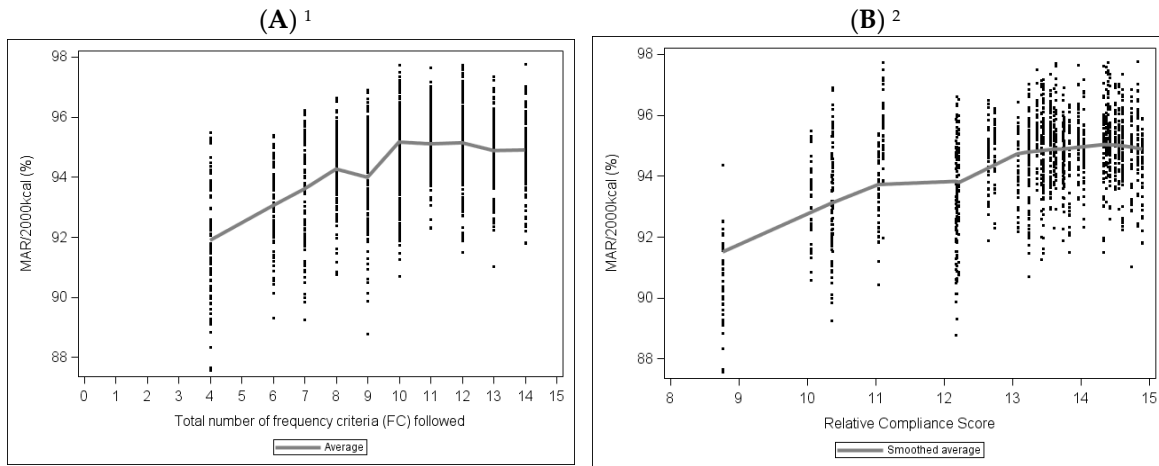 (A) 1
(B) 2
98
96
94
92
90
88
MAR/2000kcal (%)
0 1 2 3 4 5 6 7 8 9 10 11 12 13 14 15
Total number of frequency criteria (FC) followed
Average
98
96
94
92
90
88
MAR/2000kcal (%)
8 9 10 11 12 13 14 15
Relative Compliance Score
Smoothed average